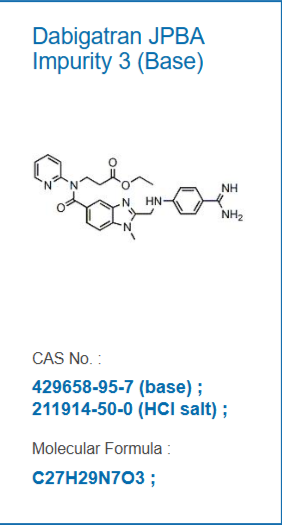 Dabigatran JPBA
Impurity 3 (Base)
N
N
O
O
O
N
N
HN
NH
NH2
CAS No. :
429658-95-7 (base) ;
211914-50-0 (HCl salt) ;
Molecular Formula :
C27H29N7O3 ;